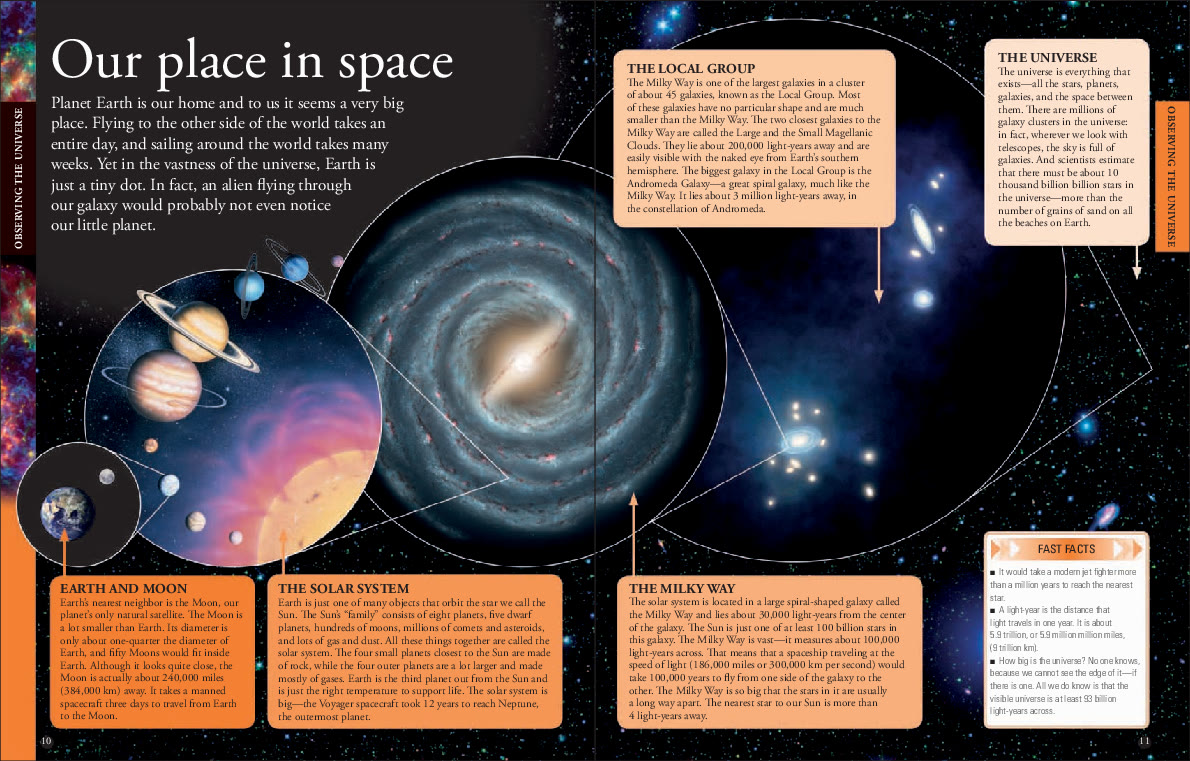 OBSERVING THE UNIVERSE
Our place in space
Planet Earth is our home and to us it seems a very big
place. Flying to the other side of the world takes an
entire day, and sailing around the world takes many
weeks. Yet in the vastness of the universe, Earth is
just a tiny dot. In fact, an alien flying through
our galaxy would probably not even notice
our little planet.
EARTH AND MOON
Earth's nearest neighbor is the Moon, our
planet's only natural satellite. The Moon is
a lot smaller than Earth. Its diameter is
only about one-quarter the diameter of
Earth, and fifty Moons would fit inside
Earth. Although it looks quite close, the
Moon is actually about 240,000 miles
(384,000 km) away. It takes a manned
spacecraft three days to travel from Earth
to the Moon.
THE SOLAR SYSTEM
Earth is just one of many objects that orbit the star we call the
Sun. The Sun's “family” consists of eight planets, five dwarf
planets, hundreds of moons, millions of comets and asteroids,
and lots of gas and dust. All these things together are called the
solar system. The four small planets closest to the Sun are made
of rock, while the four outer planets are a lot larger and made
mostly of gases. Earth is the third planet out from the Sun and
is just the right temperature to support life. The solar system is
big—the Voyager spacecraft took 12 years to reach Neptune,
the outermost planet.
10
THE LOCAL GROUP
The Milky Way is one of the largest galaxies in a cluster
of about 45 galaxies, known as the Local Group. Most
of these galaxies have no particular shape and are much
smaller than the Milky Way. The two closest galaxies to the
Milky Way are called the Large and the Small Magellanic
Clouds. They lie about 200,000 light-years away and are
easily visible with the naked eye from Earth's southern
hemisphere. The biggest galaxy in the Local Group is the
Andromeda Galaxy—a great spiral galaxy, much like the
Milky Way. It lies about 3 million light-years away, in
the constellation of Andromeda.
THE UNIVERSE
The universe is everything that
exists—all the stars, planets,
galaxies, and the space between
them. There are millions of
galaxy clusters in the universe:
in fact, wherever we look with
telescopes, the sky is full of
galaxies. And scientists estimate
that there must be about 10
thousand billion billion stars in
the universe—more than the
number of grains of sand on all
the beaches on Earth.
OBSERVING THE UNIVERSE
THE MILKY WAY
The solar system is located in a large spiral-shaped galaxy called
the Milky Way and lies about 30,000 light-years from the center
of the galaxy. The Sun is just one of at least 100 billion stars in
this galaxy. The Milky Way is vast—it measures about 100,000
light-years across. That means that a spaceship traveling at the
speed of light (186,000 miles or 300,000 km per second) would
take 100,000 years to fly from one side of the galaxy to the
other. The Milky Way is so big that the stars in it are usually
a long way apart. The nearest star to our Sun is more than
4 light-years away.
FAST FACTS
■ It would take a modern jet fighter more
than a million years to reach the nearest
star.
■ A light-year is the distance that
light travels in one year. It is about
5.9 trillion, or 5.9 million million miles,
(9 trillion km).
■ How big is the universe? No one knows,
because we cannot see the edge of it—if
there is one. All we do know is that the
visible universe is at least 93 billion
light-years across.
11